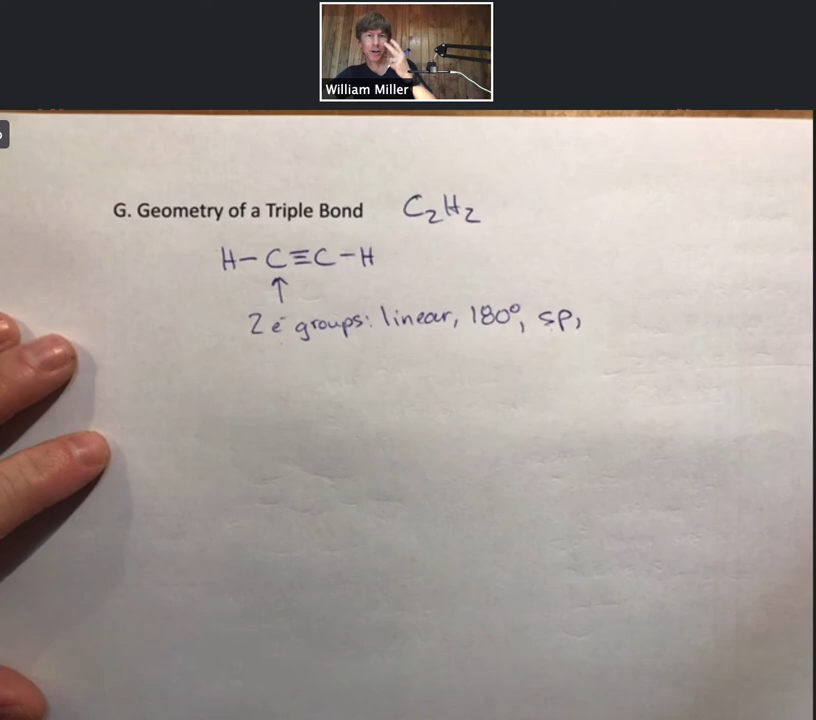 William Miller
G. Geometry of a Triple Bond C₂H₂
H-C≡C-H
↑
2 e⁻ groups: linear, 180°, sp,